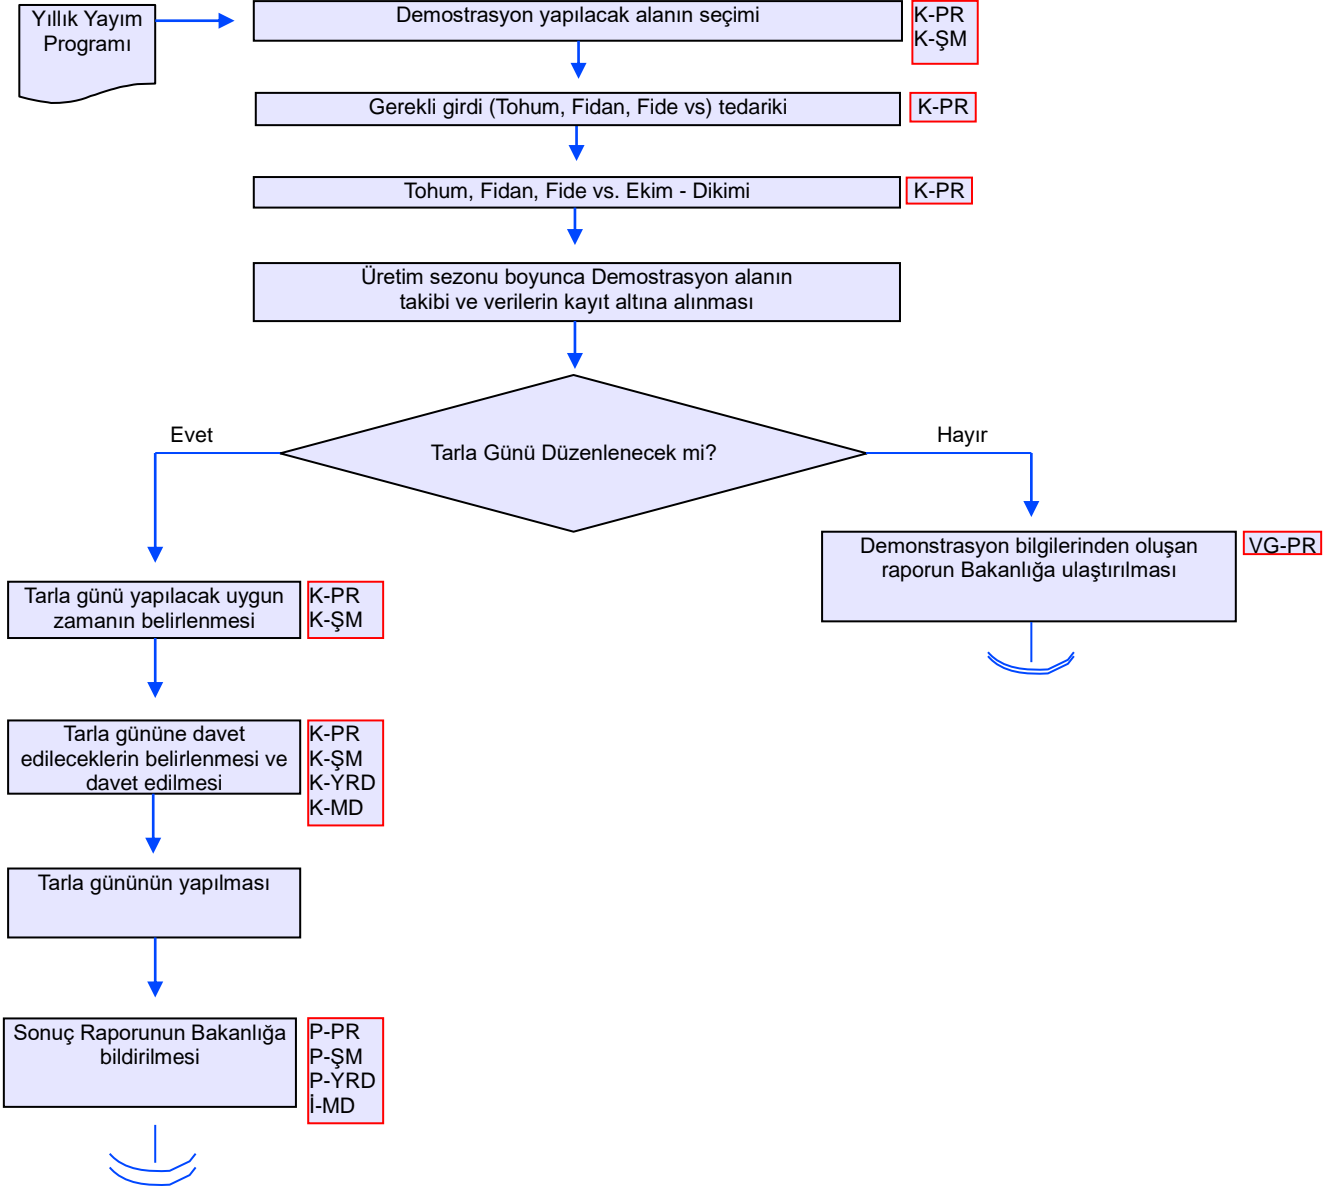 Yıllık Yayım
Programı
Demostrasyon yapılacak alanın seçimi
K-PR
K-ŞM
Gerekli girdi (Tohum, Fidan, Fide vs) tedariki
K-PR
Tohum, Fidan, Fide vs. Ekim - Dikimi
K-PR
Üretim sezonu boyunca Demostrasyon alanın
takibi ve verilerin kayıt altına alınması
Tarla Günü Düzenlenecek mi?
Evet
Hayır
Demonstrasyon bilgilerinden oluşan
raporun Bakanlığa ulaştırılması
VG-PR
Tarla günü yapılacak uygun
zamanın belirlenmesi
K-PR
K-ŞM
Tarla gününe davet
edileceklerin belirlenmesi ve
davet edilmesi
K-PR
K-ŞM
K-YRD
K-MD
Tarla gününün yapılması
Sonuç Raporunun Bakanlığa
bildirilmesi
P-PR
P-ŞM
P-YRD
İ-MD